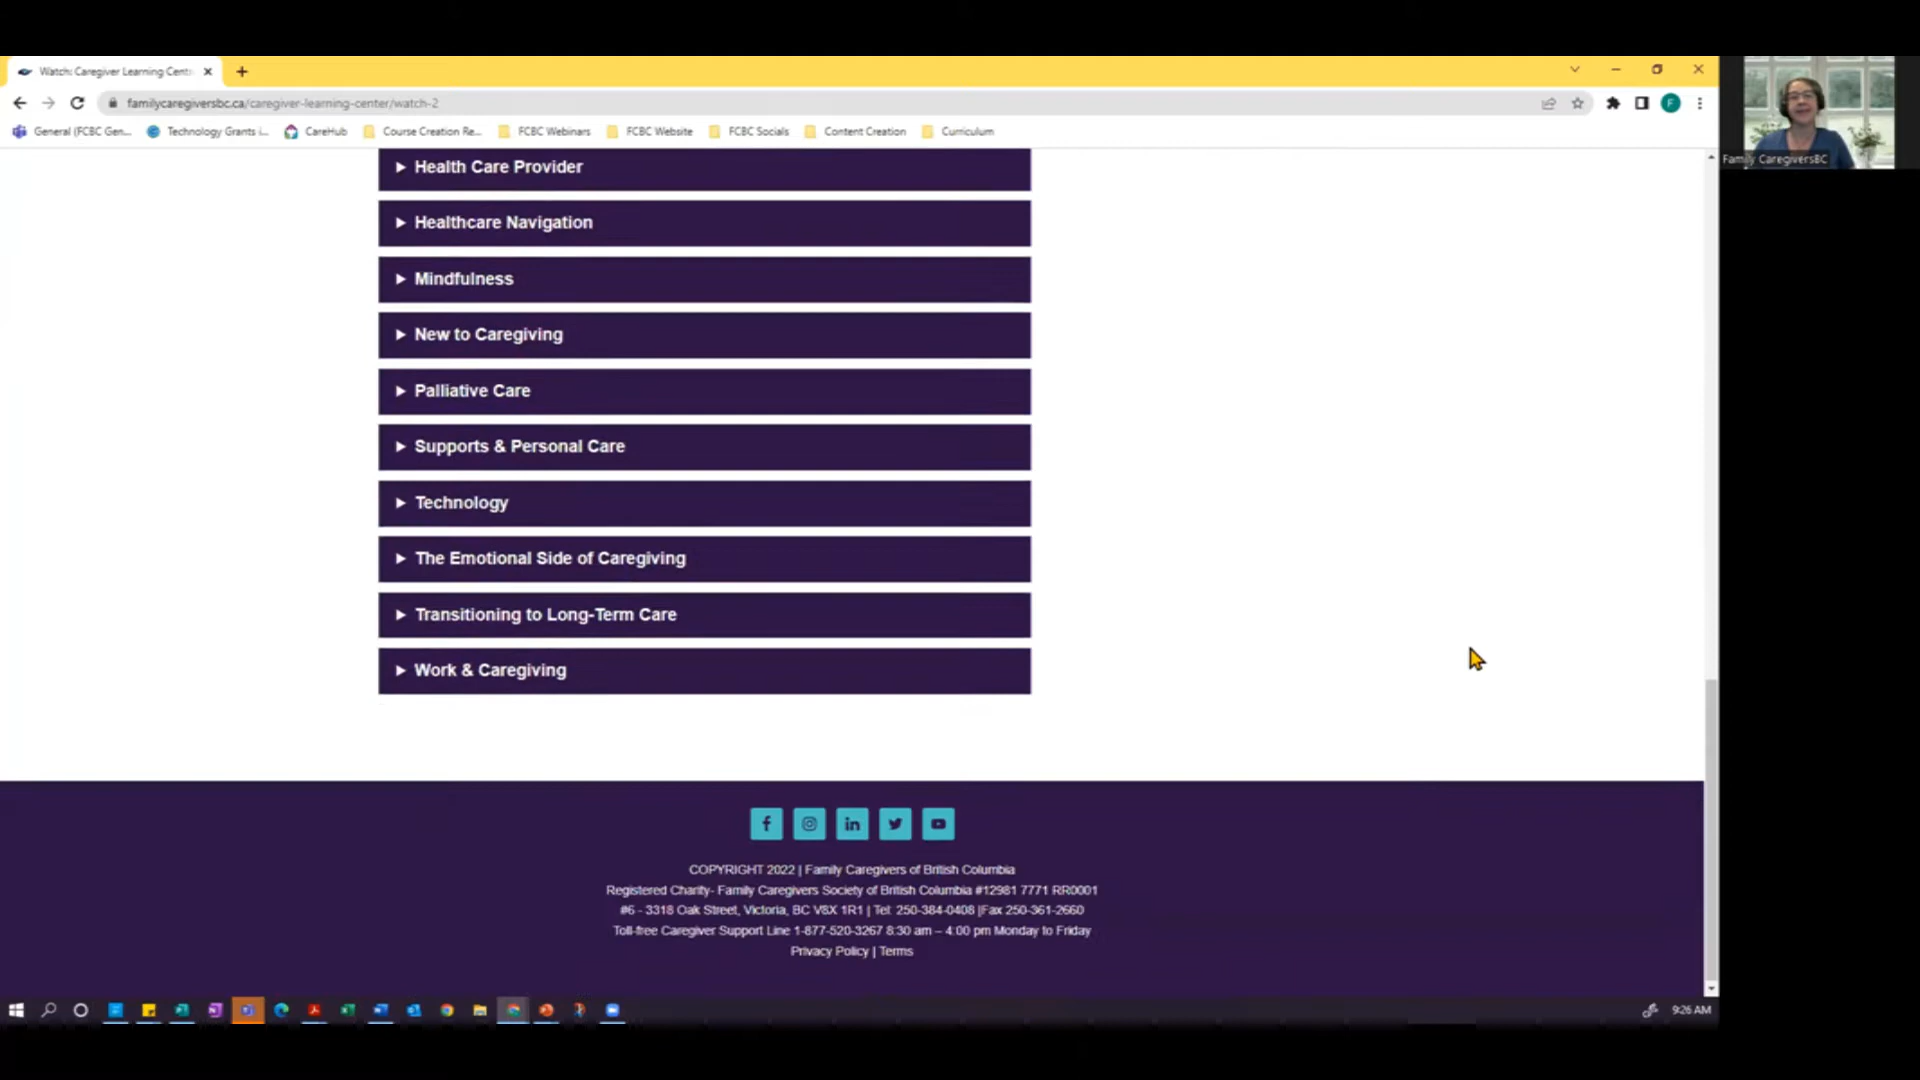 Watch: Caregiver Learning Cent
familycaregiversbc.ca/caregiver-learning-center/watch-2
F
General (FCBC Gen... Technology Grants i... CareHub Course Creation Re... FCBC Webinars FCBC Website FCBC Socials Content Creation Curriculum
Family CaregiversBC
Health Care Provider
Healthcare Navigation
Mindfulness
New to Caregiving
Palliative Care
Supports & Personal Care
Technology
The Emotional Side of Caregiving
Transitioning to Long-Term Care
Work & Caregiving
COPYRIGHT 2022 | Family Caregivers of British Columbia
Registered Charity- Family Caregivers Society of British Columbia #12981 7771 RR0001
#6 - 3318 Oak Street, Victoria, BC V8X 1R1 | Tel: 250-384-0408 |Fax 250-361-2660
Toll-free Caregiver Support Line 1-877-520-3267 8:30 am – 4:00 pm Monday to Friday
Privacy Policy | Terms
9:26 AM